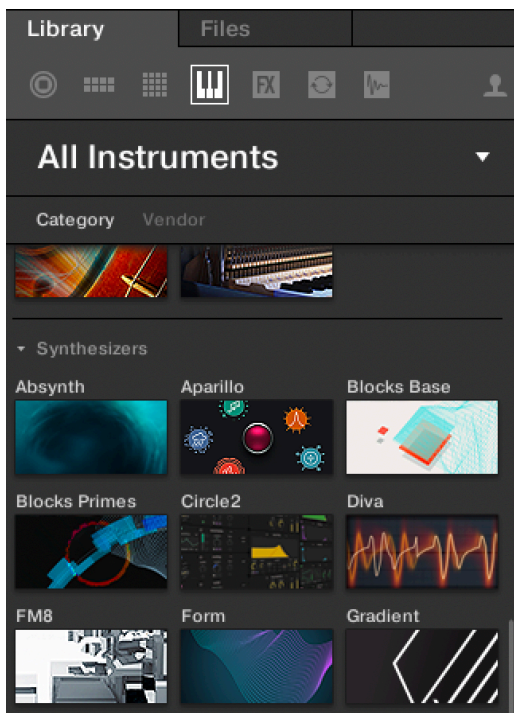 Library Files
FX
All Instruments
Category Vendor
Synthesizers
Absynth Aparillo Blocks Base
Blocks Primes Circle2 Diva
FM8 Form Gradient